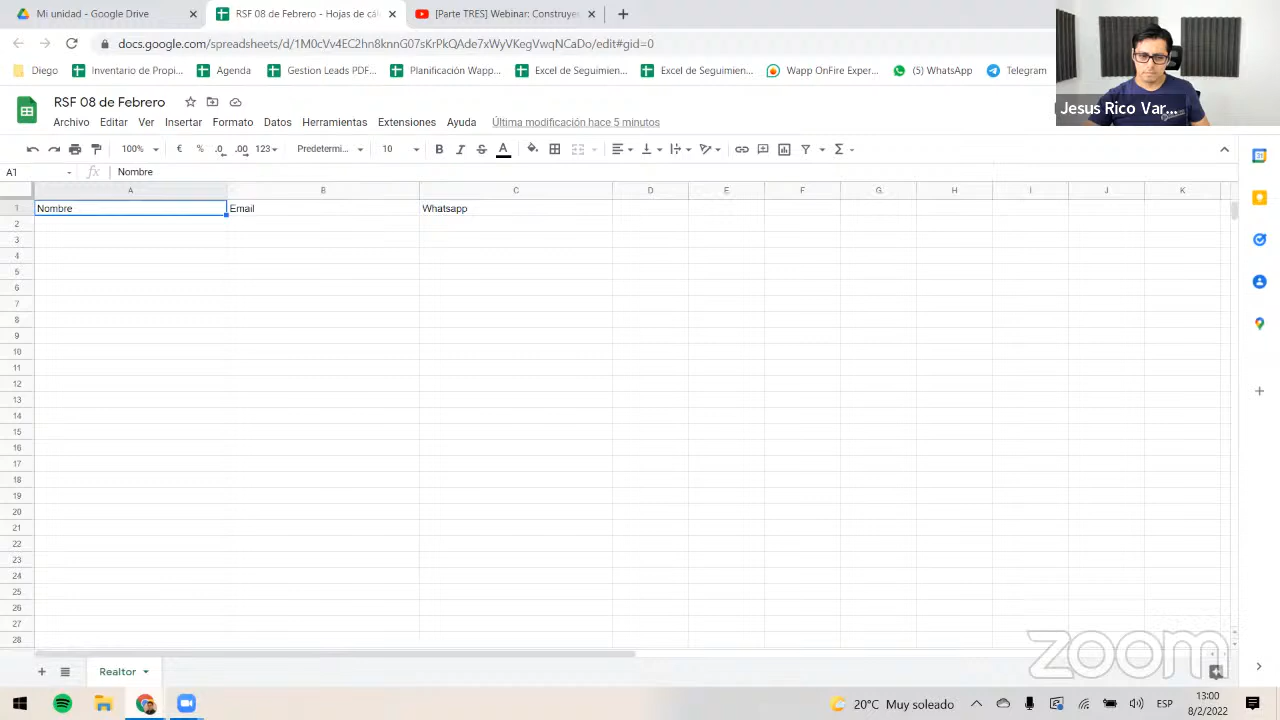 Mi unidad - Google Drive
RSF 08 de Febrero - Hojas de cál
[Parte TRES] Webinar: Construye
docs.google.com/spreadsheets/d/
/edit#gid=0
Diego
Inventario de Prop...
Agenda
Gestion Leads PDF...
Planificación Wapp...
Excel de Seguimien...
Excel de Seguimien...
Wapp OnFire Exper...
(5) WhatsApp
Telegram
Jesus Rico Var...
RSF 08 de Febrero
Archivo Editar Ver Insertar Formato Datos Herramientas Extensiones Ayuda Última modificación hace 5 minutos
100% € % .0 .00 123 Predetermi... 10 B I S A Σ
A1 fx Nombre
A B C D E F G H I J K
1 Nombre Email Whatsapp
2
3
4
5
6
7
8
9
10
11
12
13
14
15
16
17
18
19
20
21
22
23
24
25
26
27
28
31
zoom
Realtor
20°C Muy soleado
ESP
13:00
8/2/2022